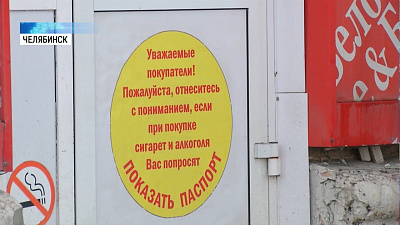 ЧЕЛЯБИНСК
Уважаемые
покупатели!
Пожалуйста, отнеситесь
с пониманием, если
при покупке
сигарет и алкоголя
Вас попросят
ПОКАЗАТЬ ПАСПОРТ